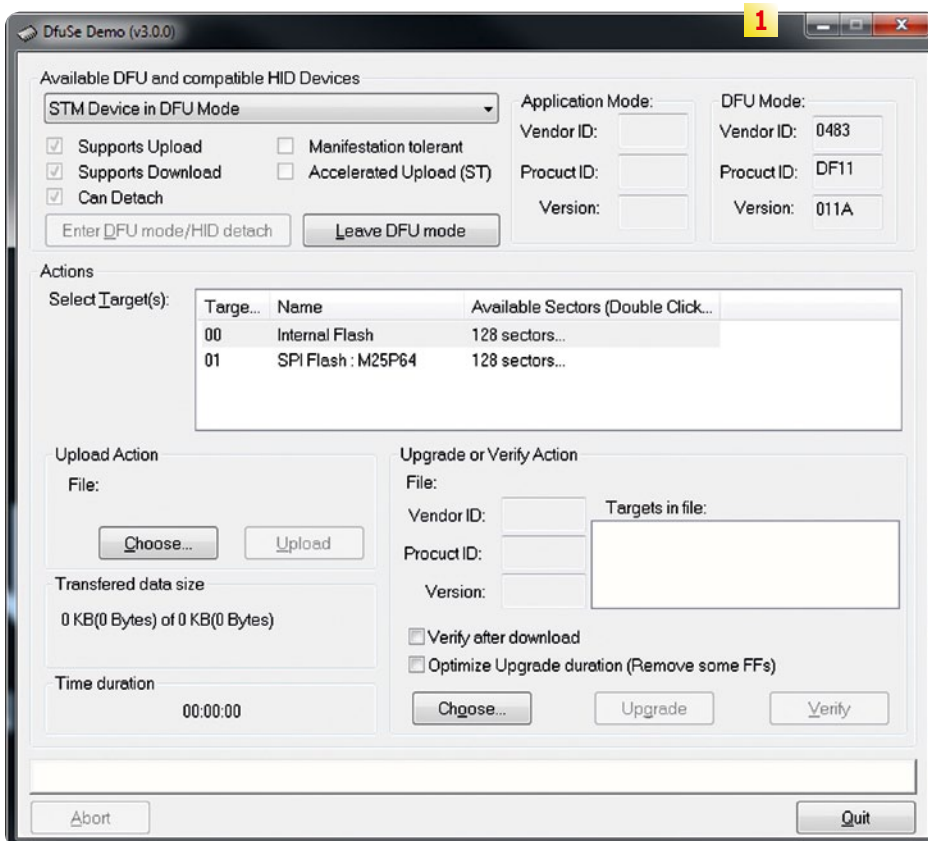 DfuSe Demo (v3.0.0)
1
Available DFU and compatible HID Devices
STM Device in DFU Mode
Supports Upload
Manifestation tolerant
Supports Download
Accelerated Upload (ST)
Can Detach
Enter DFU mode/HID detach
Leave DFU mode
Application Mode:
Vendor ID:
Procuct ID:
Version:
DFU Mode:
Vendor ID: 0483
Procuct ID: DF11
Version: 011A
Actions
Select Target(s):
Targe... Name Available Sectors (Double Click...
00 Internal Flash 128 sectors...
01 SPI Flash : M25P64 128 sectors...
Upload Action
File:
Choose... Upload
Transfered data size
0 KB(0 Bytes) of 0 KB(0 Bytes)
Time duration
00:00:00
Upgrade or Verify Action
File:
Vendor ID:
Procuct ID:
Version:
Targets in file:
Verify after download
Optimize Upgrade duration (Remove some FFs)
Choose... Upgrade Verify
Abort Quit